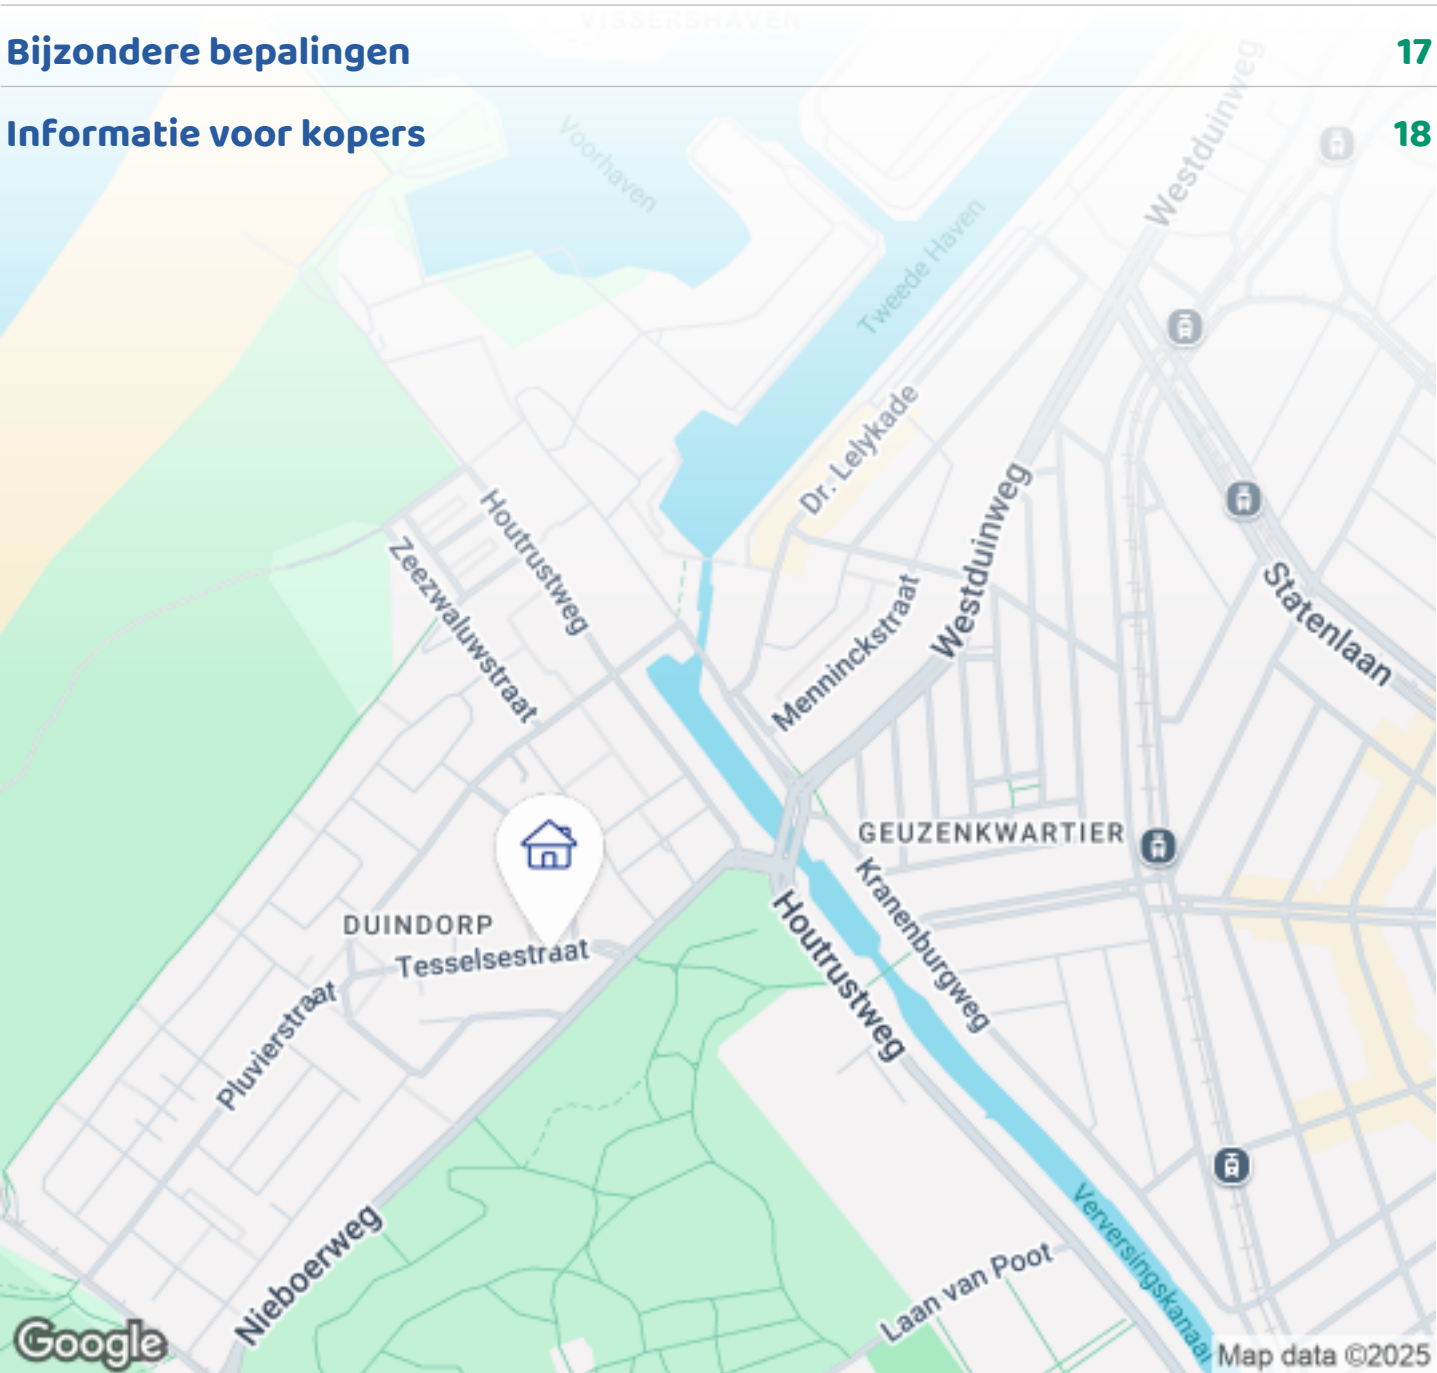 VISSERSHAVEN
Bijzondere bepalingen 17
Informatie voor kopers 18
Voorhaven
Westduinweg
Tweede Haven
Dr. Lelykade
Houtrustweg
Westduinweg
Zeezwaluwstraat
Menninckstraat
Statenlaan
GEUZENKWARTIER
Kranenburgweg
DUINDORP
Tesselsestraat
Houtrustweg
Pluvierstraat
Nieboerweg
Verversingskanaal
Laan van Poot
Google
Map data ©2025